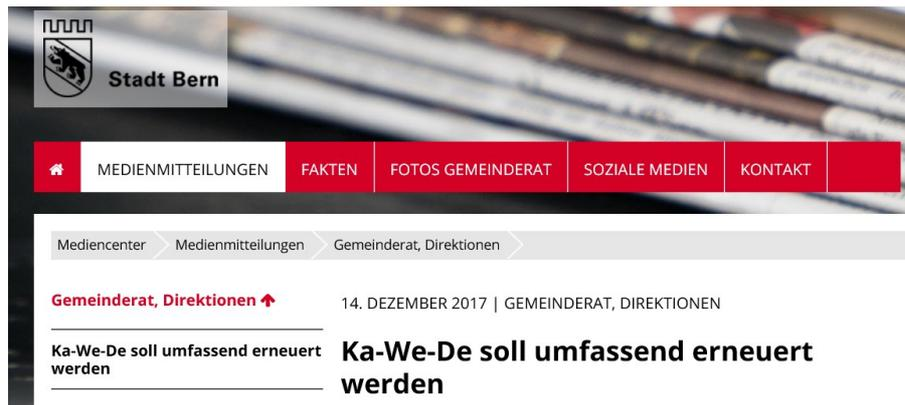 Stadt Bern
MEDIENMITTEILUNGEN
FAKTEN
FOTOS GEMEINDERAT
SOZIALE MEDIEN
KONTAKT
Mediencenter
Medienmitteilungen
Gemeinderat, Direktionen
Gemeinderat, Direktionen
Ka-We-De soll umfassend erneuert
werden
14. DEZEMBER 2017 | GEMEINDERAT, DIREKTIONEN
Ka-We-De soll umfassend erneuert
werden